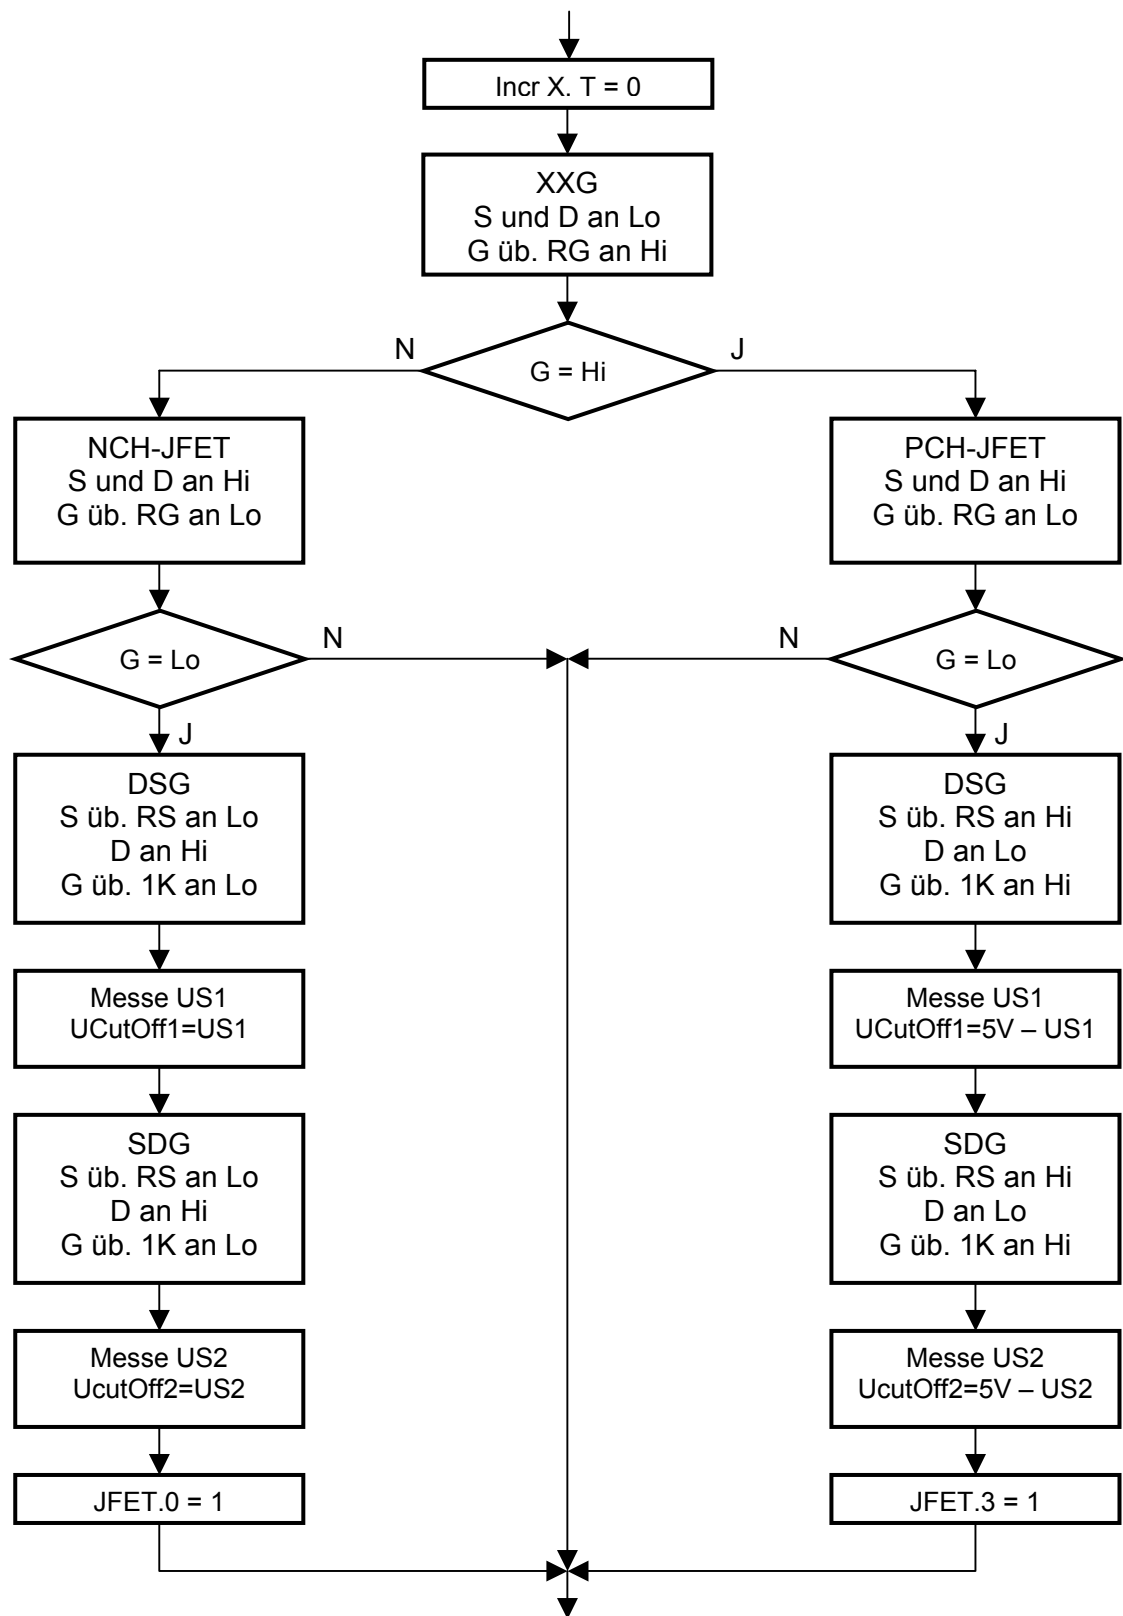 Incr X. T = 0
XXG
S und D an Lo
G üb. RG an Hi
N
G = Hi
J
NCH-JFET
S und D an Hi
G üb. RG an Lo
PCH-JFET
S und D an Hi
G üb. RG an Lo
G = Lo
N
N
G = Lo
J
J
DSG
S üb. RS an Lo
D an Hi
G üb. 1K an Lo
DSG
S üb. RS an Hi
D an Lo
G üb. 1K an Hi
Messe US1
UCutOff1=US1
Messe US1
UCutOff1=5V – US1
SDG
S üb. RS an Lo
D an Hi
G üb. 1K an Lo
SDG
S üb. RS an Hi
D an Lo
G üb. 1K an Hi
Messe US2
UcutOff2=US2
Messe US2
UcutOff2=5V – US2
JFET.0 = 1
JFET.3 = 1